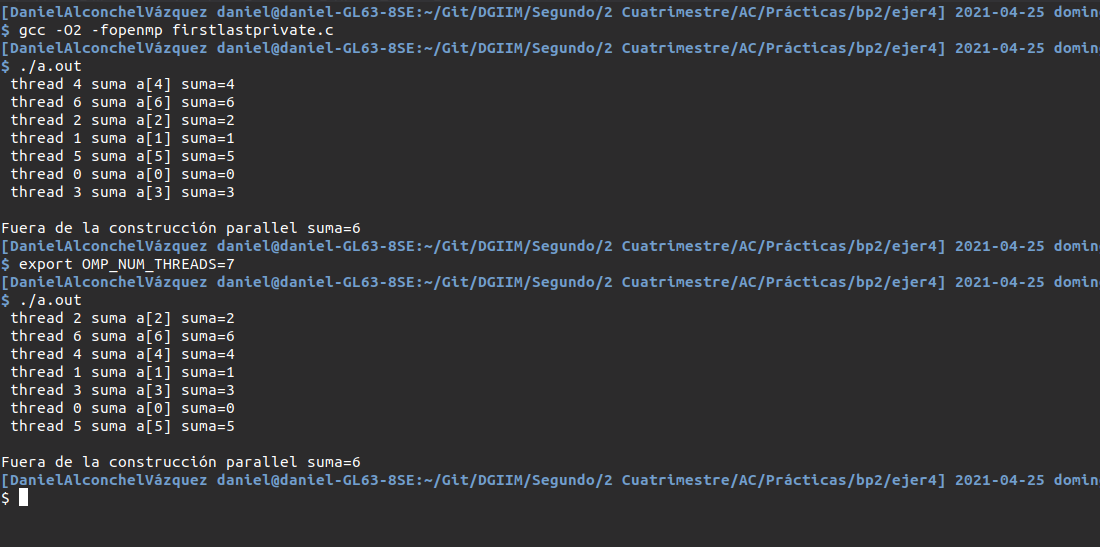 [DanielAlconchelVázquez daniel@daniel-GL63-8SE:~/Git/DGIIM/Segundo/2 Cuatrimestre/AC/Prácticas/bp2/ejer4] 2021-04-25 domin
$ gcc -O2 -fopenmp firstlastprivate.c
[DanielAlconchelVázquez daniel@daniel-GL63-8SE:~/Git/DGIIM/Segundo/2 Cuatrimestre/AC/Prácticas/bp2/ejer4] 2021-04-25 domin
$ ./a.out
 thread 4 suma a[4] suma=4
 thread 6 suma a[6] suma=6
 thread 2 suma a[2] suma=2
 thread 1 suma a[1] suma=1
 thread 5 suma a[5] suma=5
 thread 0 suma a[0] suma=0
 thread 3 suma a[3] suma=3

Fuera de la construcción parallel suma=6
[DanielAlconchelVázquez daniel@daniel-GL63-8SE:~/Git/DGIIM/Segundo/2 Cuatrimestre/AC/Prácticas/bp2/ejer4] 2021-04-25 domin
$ export OMP_NUM_THREADS=7
[DanielAlconchelVázquez daniel@daniel-GL63-8SE:~/Git/DGIIM/Segundo/2 Cuatrimestre/AC/Prácticas/bp2/ejer4] 2021-04-25 domin
$ ./a.out
 thread 2 suma a[2] suma=2
 thread 6 suma a[6] suma=6
 thread 4 suma a[4] suma=4
 thread 1 suma a[1] suma=1
 thread 3 suma a[3] suma=3
 thread 0 suma a[0] suma=0
 thread 5 suma a[5] suma=5

Fuera de la construcción parallel suma=6
[DanielAlconchelVázquez daniel@daniel-GL63-8SE:~/Git/DGIIM/Segundo/2 Cuatrimestre/AC/Prácticas/bp2/ejer4] 2021-04-25 domin
$